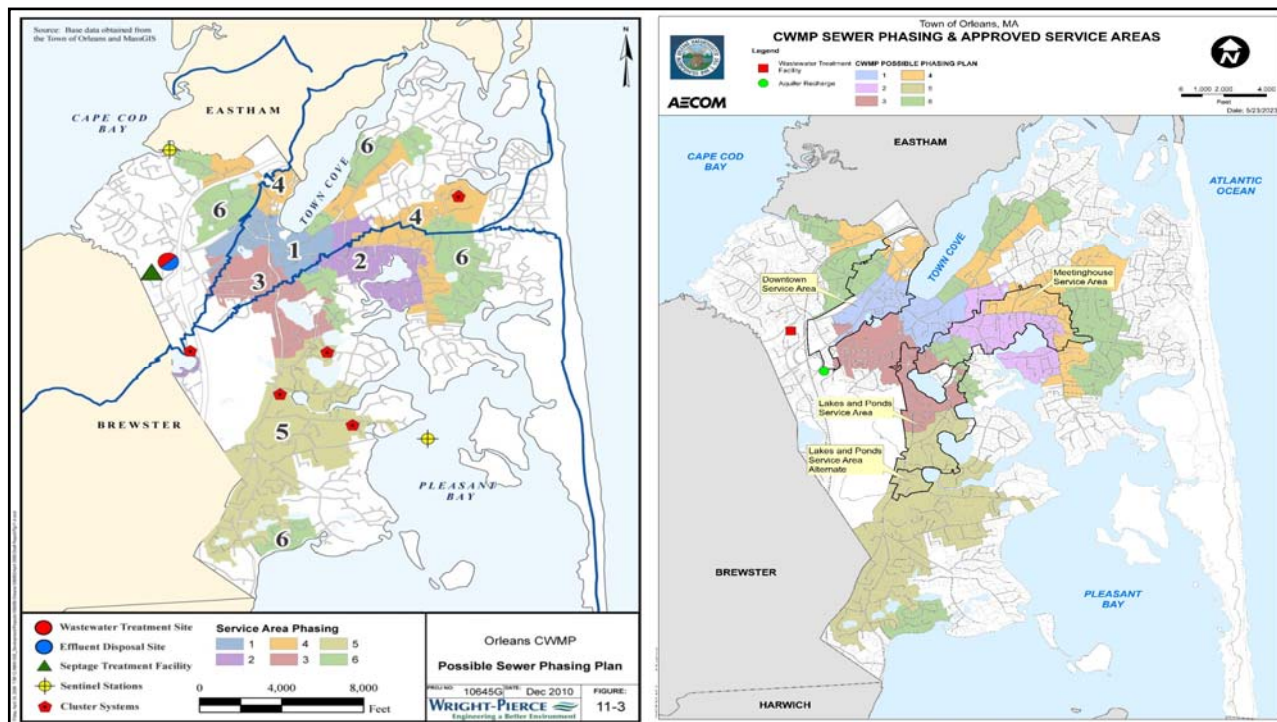 Source: Base data obtained from
the Town of Orleans and MassGIS
N
EASTHAM
CAPE COD
BAY
TOWN COVE
6
4
6
4
1
2
6
3
5
6
BREWSTER
PLEASANT
BAY
Wastewater Treatment Site
Effluent Disposal Site
Septage Treatment Facility
Sentinel Stations
Cluster Systems
Service Area Phasing
1 4 5
2 3 6
0 4,000 8,000
Feet
Orleans CWMP
Possible Sewer Phasing Plan
PROJ NO: 10645G DATE: Dec 2010 FIGURE:
11-3
WRIGHT-PIERCE
Engineering a Better Environment
Town of Orleans, MA
CWMP SEWER PHASING & APPROVED SERVICE AREAS
Legend
Wastewater Treatment
Facility
Aquifer Recharge
CWMP POSSIBLE PHASING PLAN
1 4
2 5
3 6
AECOM
N
0 1,000 2,000 4,000
Feet
Date: 5/23/2023
CAPE COD
BAY
EASTHAM
ATLANTIC
OCEAN
TOWN COVE
Downtown
Service Area
Meetinghouse
Service Area
Lakes and Ponds
Service Area
Lakes and Ponds
Service Area
Alternate
BREWSTER
PLEASANT
BAY
HARWICH